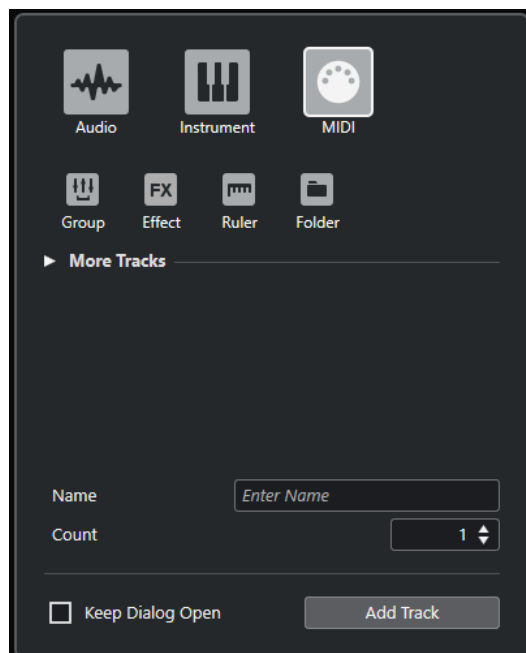 Audio Instrument MIDI
FX
Group Effect Ruler Folder
More Tracks
Name Enter Name
Count 1
Keep Dialog Open Add Track